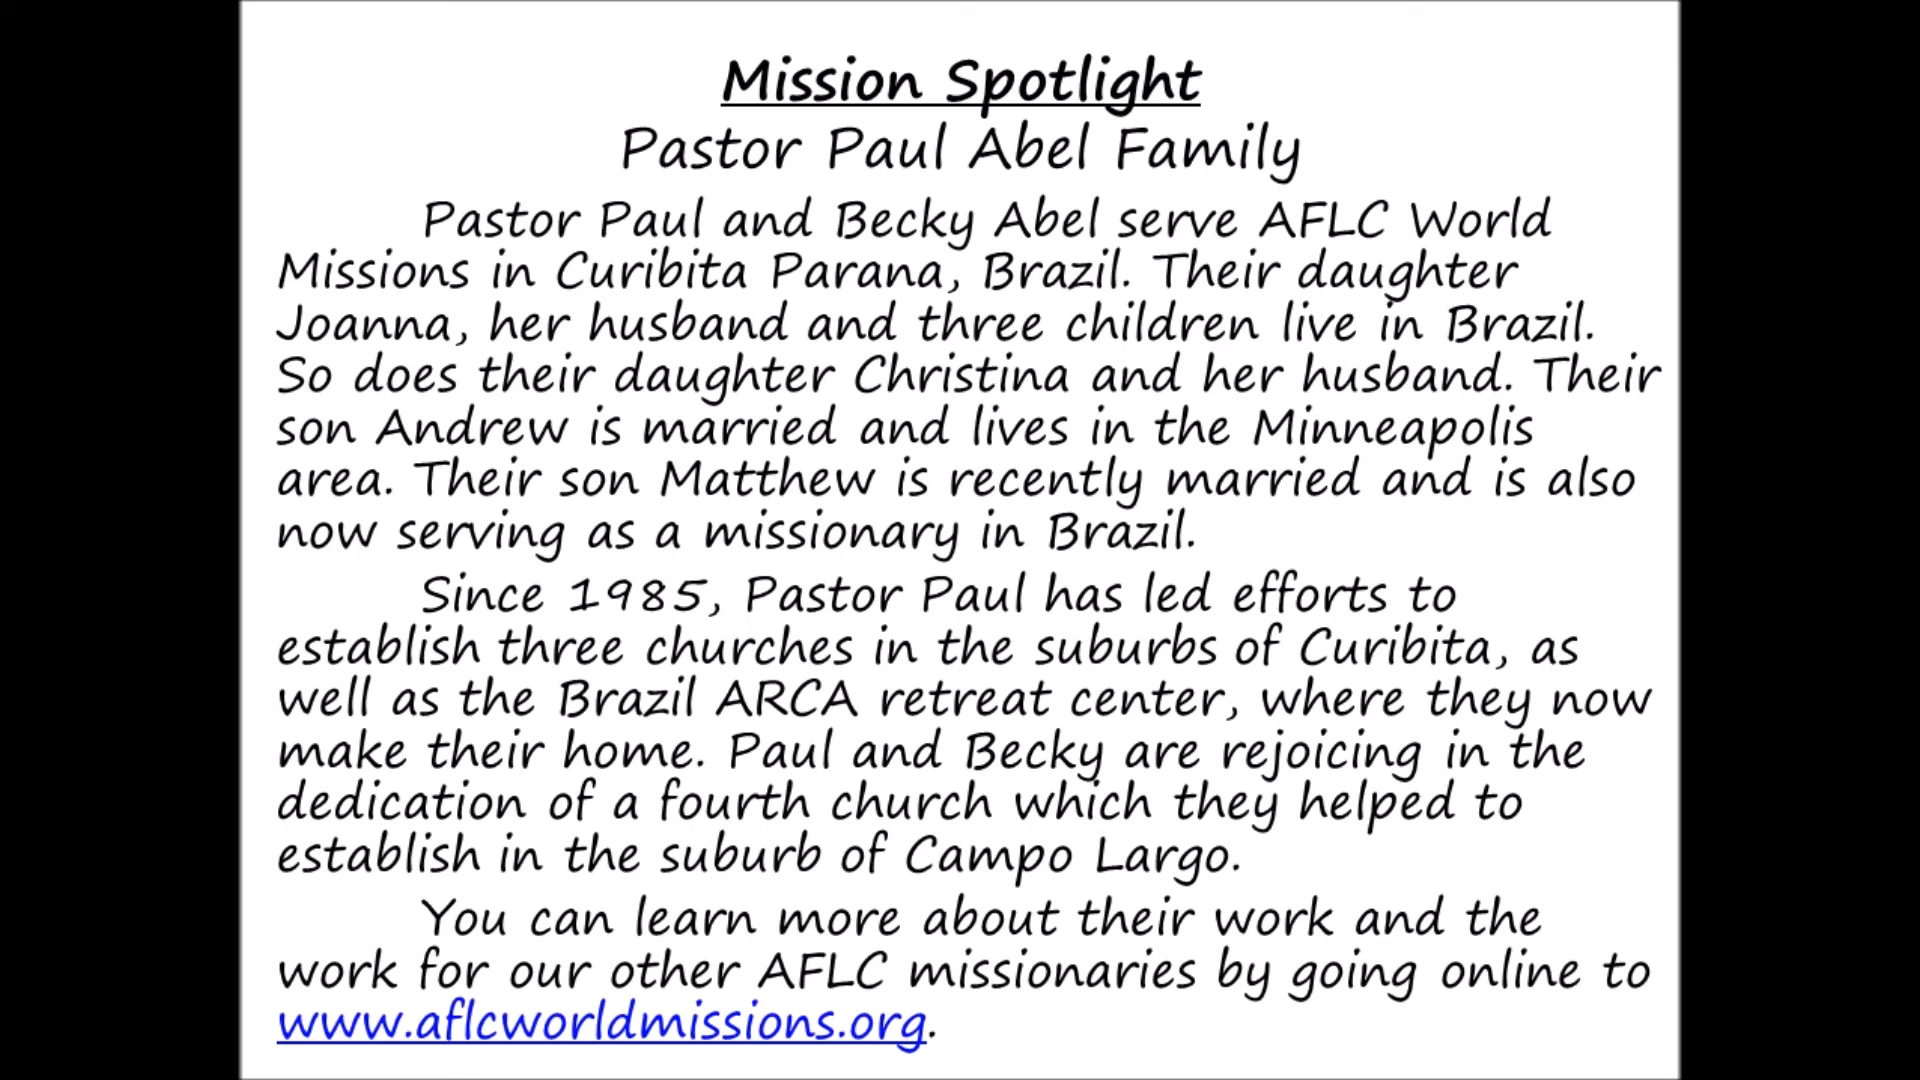 Mission Spotlight
Pastor Paul Abel Family
Pastor Paul and Becky Abel serve AFLC World
Missions in Curibita Parana, Brazil. Their daughter
Joanna, her husband and three children live in Brazil.
So does their daughter Christina and her husband. Their
son Andrew is married and lives in the Minneapolis
area. Their son Matthew is recently married and is also
now serving as a missionary in Brazil.
Since 1985, Pastor Paul has led efforts to
establish three churches in the suburbs of Curibita, as
well as the Brazil ARCA retreat center, where they now
make their home. Paul and Becky are rejoicing in the
dedication of a fourth church which they helped to
establish in the suburb of Campo Largo.
You can learn more about their work and the
work for our other AFLC missionaries by going online to
www.aflcworldmissions.org.